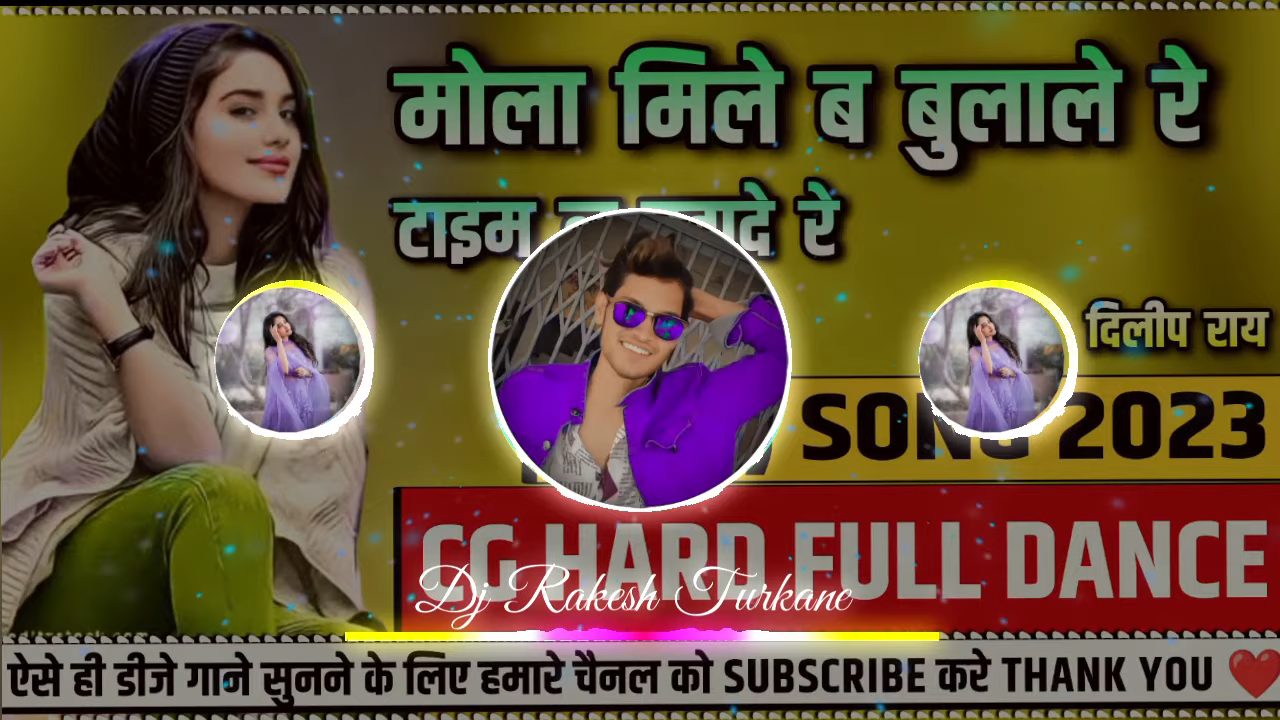 मोला मिले ब बुलाले रे
टाइम रे
दिलीप राय
SONG 2023
CG HARD FULL DANCE
Dj Rakesh Turkane
ऐसे ही डीजे गाने सुनने के लिए हमारे चैनल को SUBSCRIBE करे THANK YOU ❤️